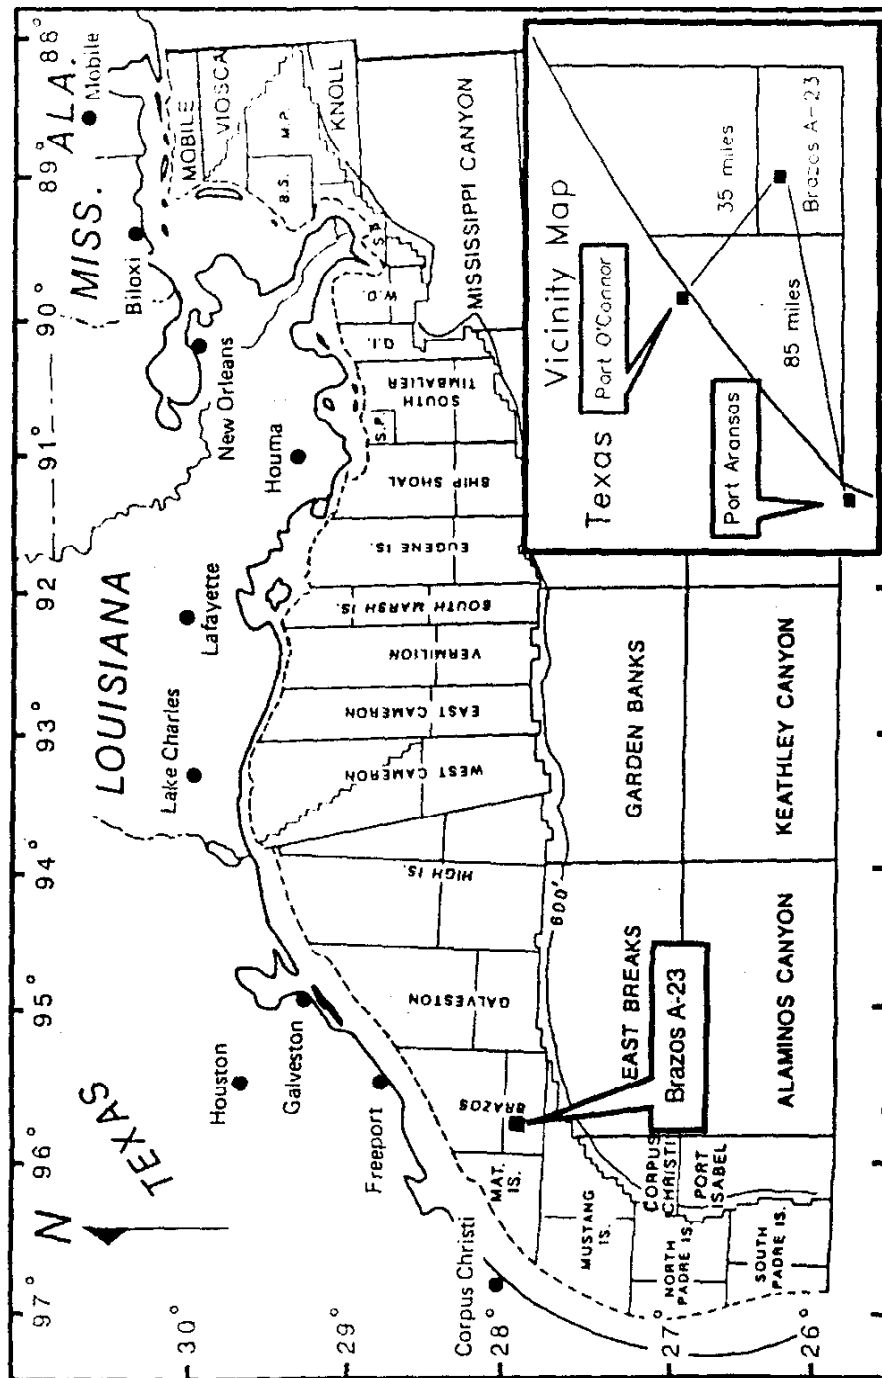 97°
96°
95°
94°
93°
92°
91°
90°
89°
88°
30°
29°
28°
27°
26°
N
TEXAS
LOUISIANA
MISS.
ALA.
Houston
Galveston
Freeport
Corpus Christi
Lake Charles
Lafayette
Houma
New Orleans
Biloxi
Mobile
MOBILE
VIOSCA
KNOLL
M.P.
B.S.
S.P.
W.D.
G.I.
SOUTH
TIMBALIER
S.P.
SHIP SHOAL
EUGENE IS.
SOUTH MARSH IS.
VERMILION
EAST CAMERON
WEST CAMERON
HIGH IS.
GALVESTON
BRAZOS
MAT.
IS.
MUSTANG
IS.
NORTH
PADRE IS.
SOUTH
PADRE IS.
CORPUS
CHRISTI
PORT
ISABEL
600'
MISSISSIPPI CANYON
EAST BREAKS
GARDEN BANKS
ALAMINOS CANYON
KEATHLEY CANYON
Brazos A-23
Vicinity Map
Texas
Port O'Connor
Port Aransas
35 miles
85 miles
Brazos A-23